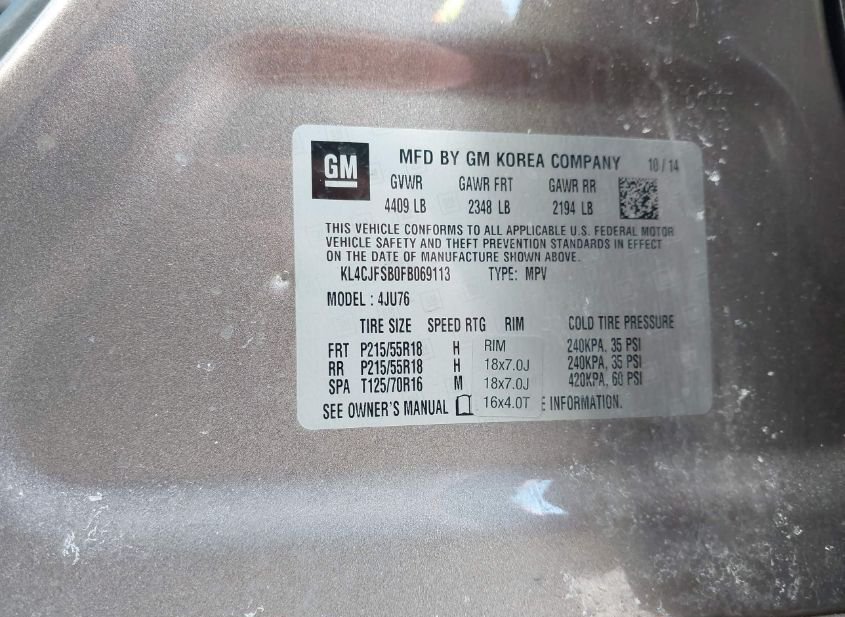 GM MFD BY GM KOREA COMPANY 10 / 14
GVWR GAWR FRT GAWR RR
4409 LB 2348 LB 2194 LB
THIS VEHICLE CONFORMS TO ALL APPLICABLE U.S. FEDERAL MOTOR
VEHICLE SAFETY AND THEFT PREVENTION STANDARDS IN EFFECT
ON THE DATE OF MANUFACTURE SHOWN ABOVE.
KL4CJFSB0FB069113 TYPE: MPV
MODEL : 4JU76
TIRE SIZE SPEED RTG RIM COLD TIRE PRESSURE
FRT P215/55R18 H RIM 240KPA, 35 PSI
RR P215/55R18 H 18x7.0J 240KPA, 35 PSI
SPA T125/70R16 M 18x7.0J 420KPA, 60 PSI
SEE OWNER'S MANUAL 16x4.0T E INFORMATION.